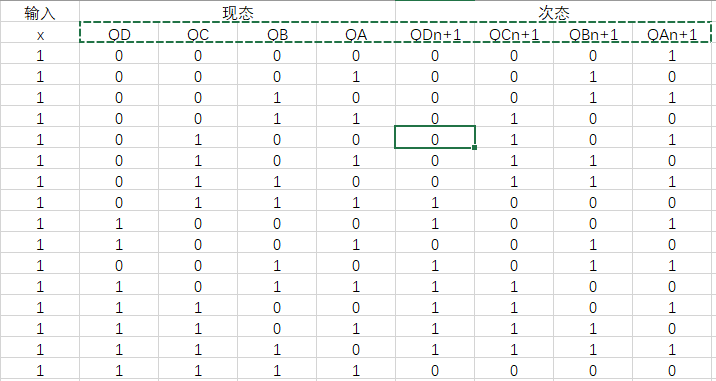 输入 现态 次态
x QD QC QB QA QDn+1 QCn+1 QBn+1 QAn+1
1 0 0 0 0 0 0 0 1
1 0 0 0 1 0 0 1 0
1 0 0 1 0 0 0 1 1
1 0 0 1 1 0 1 0 0
1 0 1 0 0 0 1 0 1
1 0 1 0 1 0 1 1 0
1 0 1 1 0 0 1 1 1
1 0 1 1 1 1 0 0 0
1 1 0 0 0 1 0 0 1
1 1 0 0 1 0 0 1 0
1 0 0 1 0 1 0 1 1
1 1 0 1 1 1 1 0 0
1 1 1 0 0 1 1 0 1
1 1 1 0 1 1 1 1 0
1 1 1 1 0 1 1 1 1
1 1 1 1 1 0 0 0 0